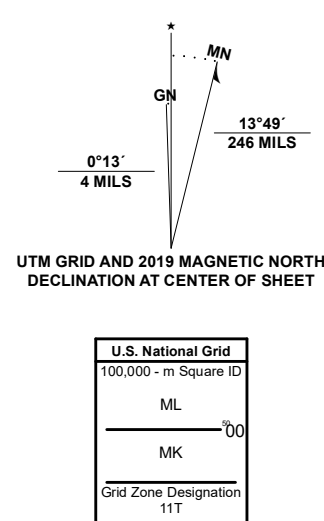 ★
MN
GN
13°49´
246 MILS
0°13´
4 MILS
UTM GRID AND 2019 MAGNETIC NORTH
DECLINATION AT CENTER OF SHEET
U.S. National Grid
100,000 - m Square ID
ML
⁵⁰00
MK
Grid Zone Designation
11T